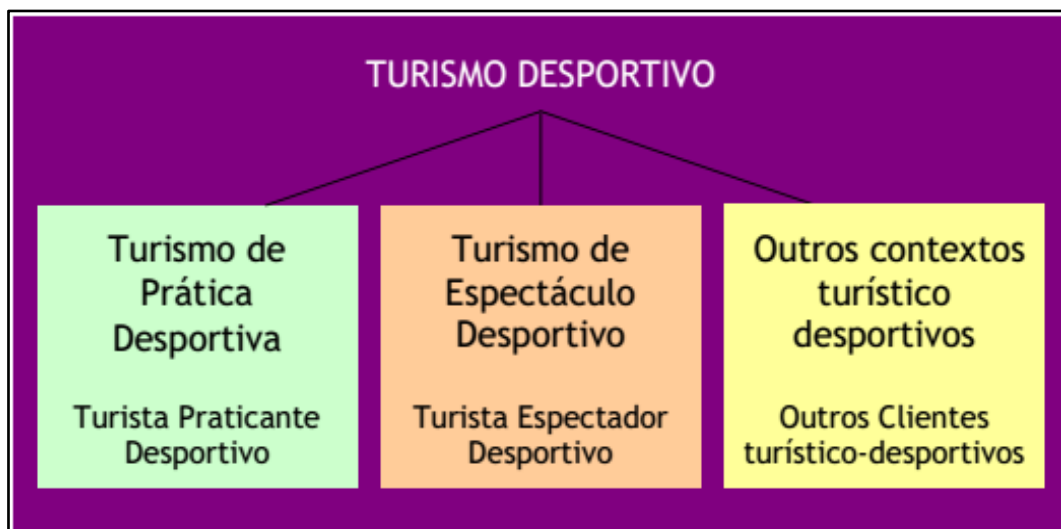 TURISMO DESPORTIVO
Turismo de
Prática
Desportiva
Turista Praticante
Desportivo
Turismo de
Espectáculo
Desportivo
Turista Espectador
Desportivo
Outros contextos
turístico
desportivos
Outros Clientes
turístico-desportivos